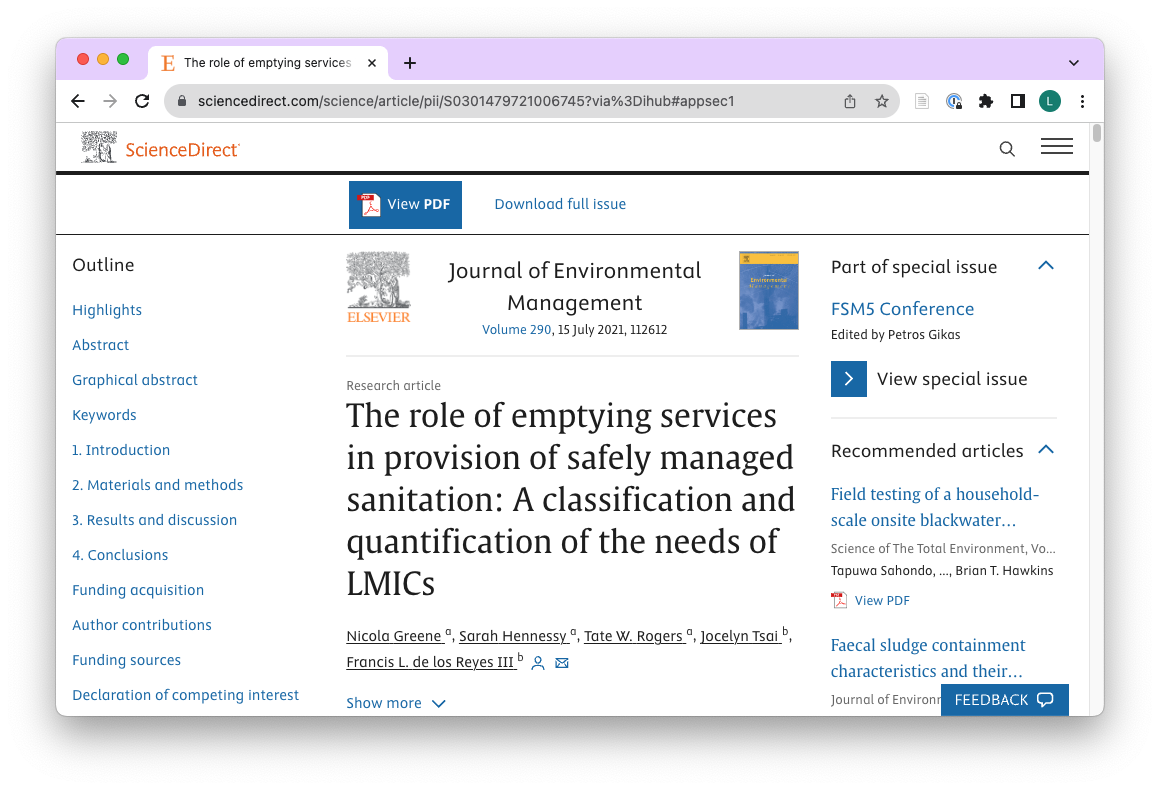 The role of emptying services
sciencedirect.com/science/article/pii/S0301479721006745?via%3Dihub#appsec1
L
ScienceDirect
View PDF
Download full issue
Outline
Highlights
Abstract
Graphical abstract
Keywords
1. Introduction
2. Materials and methods
3. Results and discussion
4. Conclusions
Funding acquisition
Author contributions
Funding sources
Declaration of competing interest
ELSEVIER
Journal of Environmental
Management
Volume 290, 15 July 2021, 112612
Environmental
Management
Research article
The role of emptying services
in provision of safely managed
sanitation: A classification and
quantification of the needs of
LMICs
Nicola Greene a, Sarah Hennessy a, Tate W. Rogers a, Jocelyn Tsai b,
Francis L. de los Reyes III b
Show more
Part of special issue
FSM5 Conference
Edited by Petros Gikas
View special issue
Recommended articles
Field testing of a household-
scale onsite blackwater…
Science of The Total Environment, Vo...
Tapuwa Sahondo, …, Brian T. Hawkins
View PDF
Faecal sludge containment
characteristics and their…
Journal of Environ
FEEDBACK